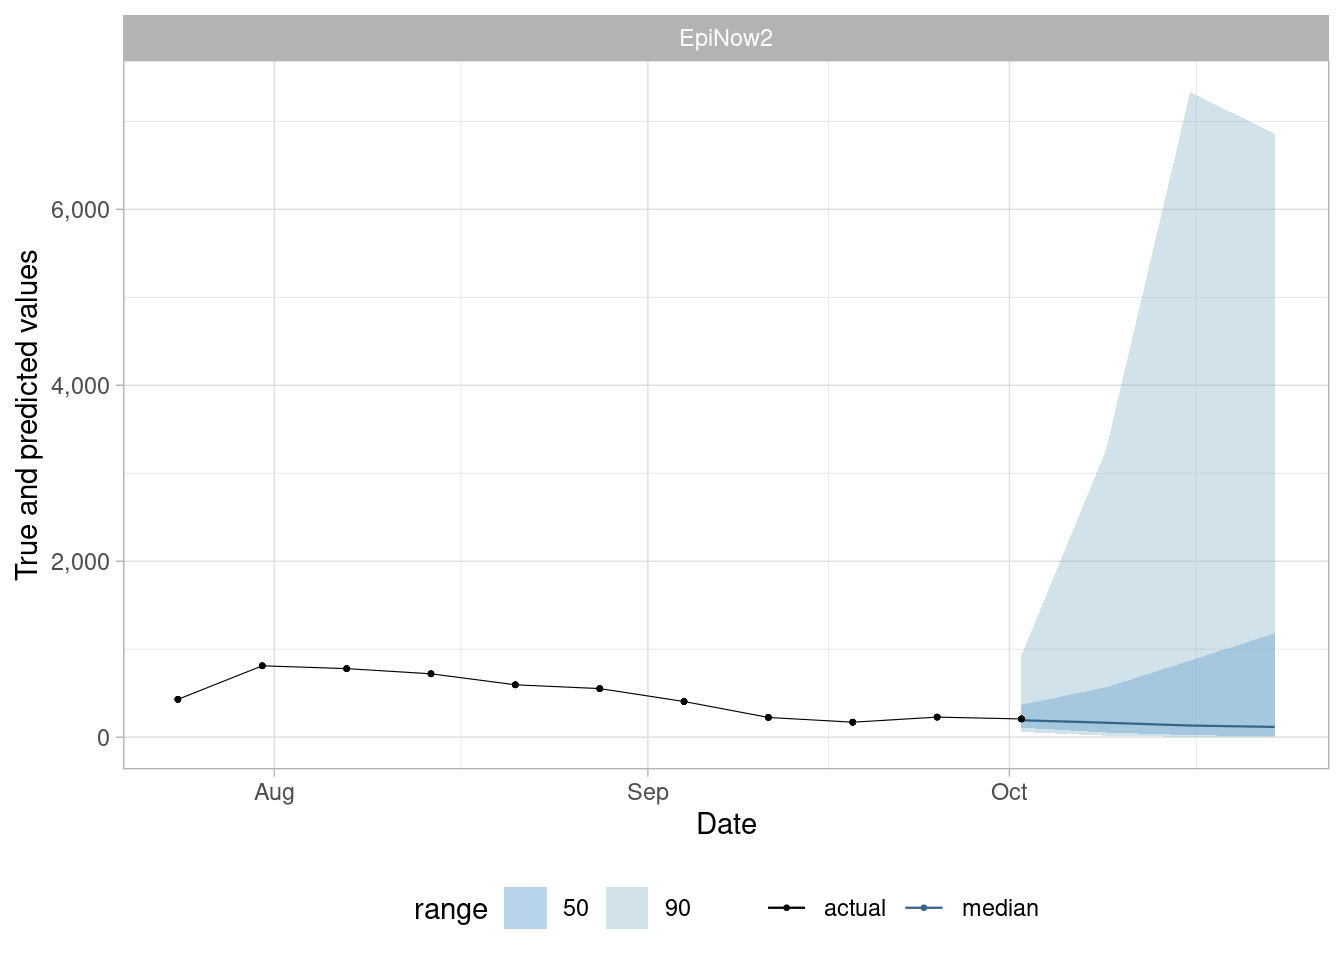 EpiNow2
True and predicted values
6,000
4,000
2,000
0
Aug Sep Oct
Date
range 50 90 actual median